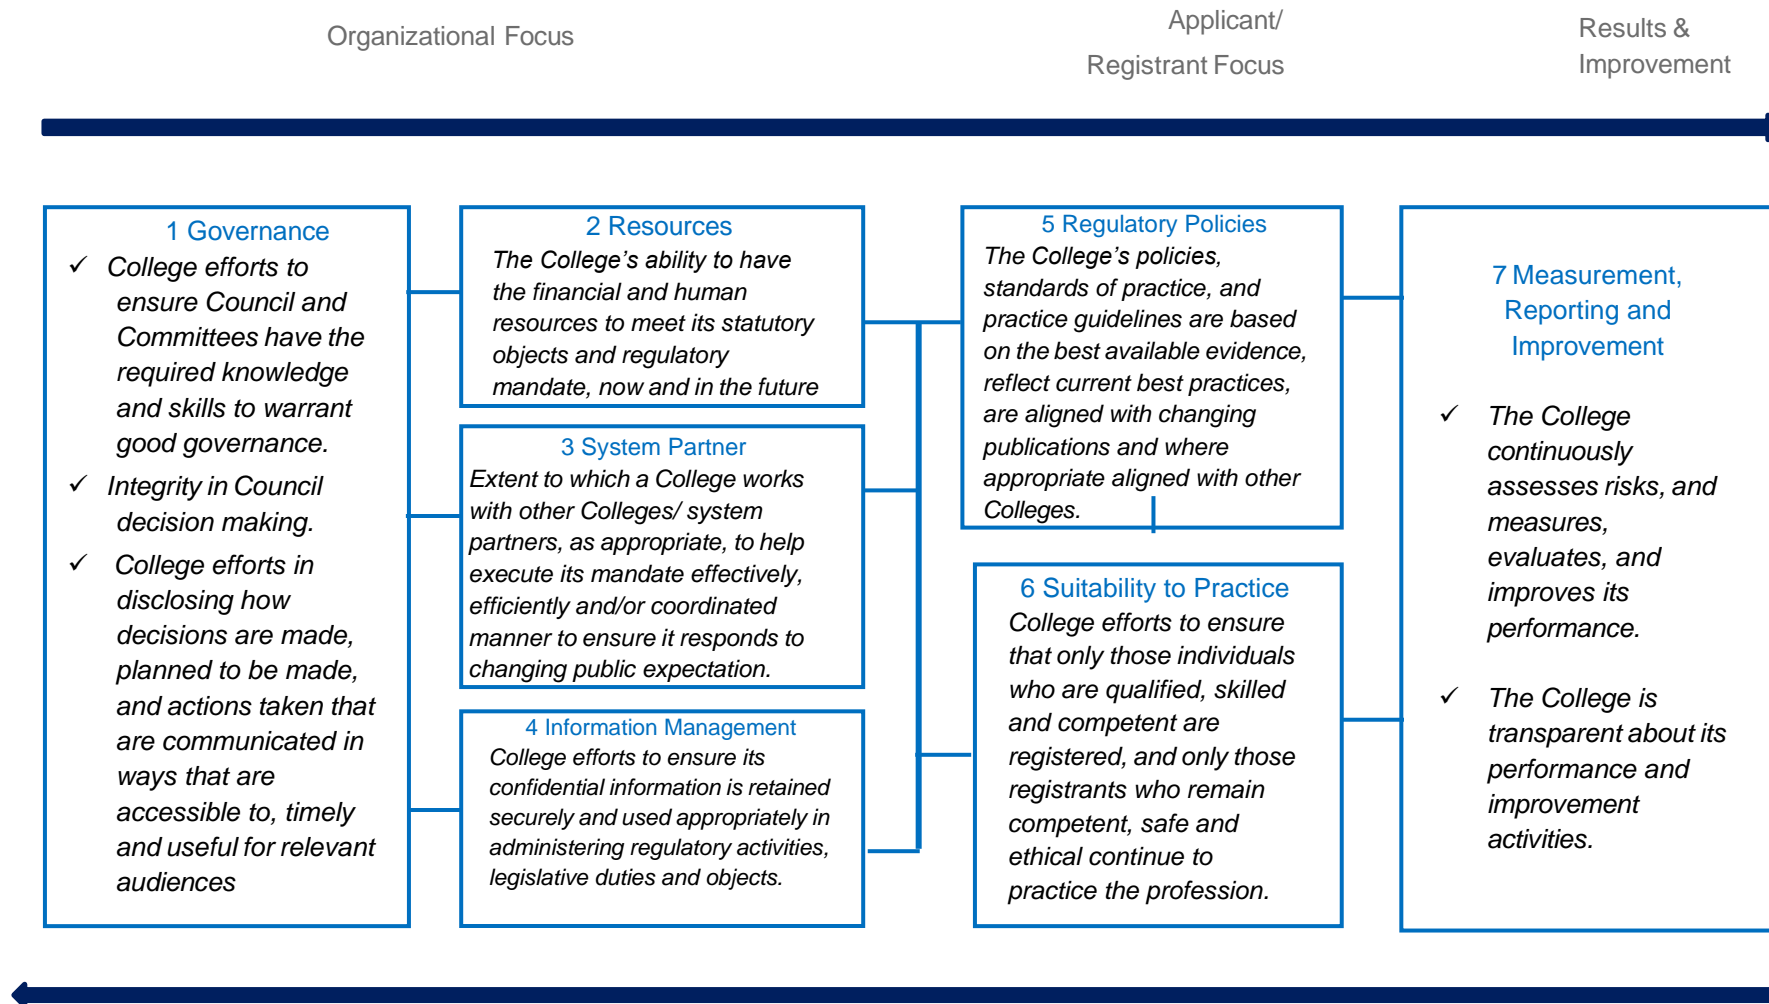 Organizational Focus
Applicant/
Registrant Focus
Results &
Improvement
1 Governance
✓ College efforts to
ensure Council and
Committees have the
required knowledge
and skills to warrant
good governance.
✓ Integrity in Council
decision making.
✓ College efforts in
disclosing how
decisions are made,
planned to be made,
and actions taken that
are communicated in
ways that are
accessible to, timely
and useful for relevant
audiences
2 Resources
The College’s ability to have
the financial and human
resources to meet its statutory
objects and regulatory
mandate, now and in the future
3 System Partner
Extent to which a College works
with other Colleges/ system
partners, as appropriate, to help
execute its mandate effectively,
efficiently and/or coordinated
manner to ensure it responds to
changing public expectation.
4 Information Management
College efforts to ensure its
confidential information is retained
securely and used appropriately in
administering regulatory activities,
legislative duties and objects.
5 Regulatory Policies
The College’s policies,
standards of practice, and
practice guidelines are based
on the best available evidence,
reflect current best practices,
are aligned with changing
publications and where
appropriate aligned with other
Colleges.
6 Suitability to Practice
College efforts to ensure
that only those individuals
who are qualified, skilled
and competent are
registered, and only those
registrants who remain
competent, safe and
ethical continue to
practice the profession.
7 Measurement,
Reporting and
Improvement
✓ The College
continuously
assesses risks, and
measures,
evaluates, and
improves its
performance.
✓ The College is
transparent about its
performance and
improvement
activities.